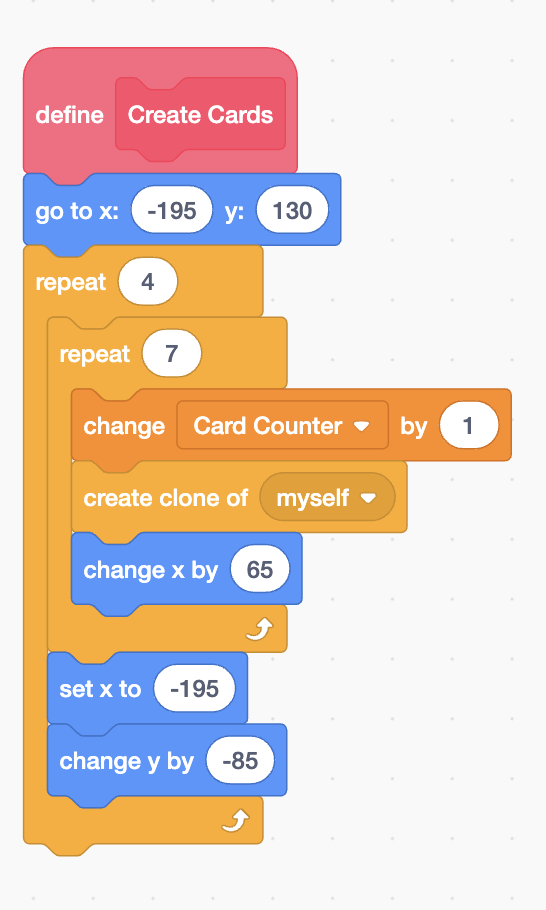 define Create Cards
go to x: -195 y: 130
repeat 4
repeat 7
change Card Counter by 1
create clone of myself
change x by 65
set x to -195
change y by -85